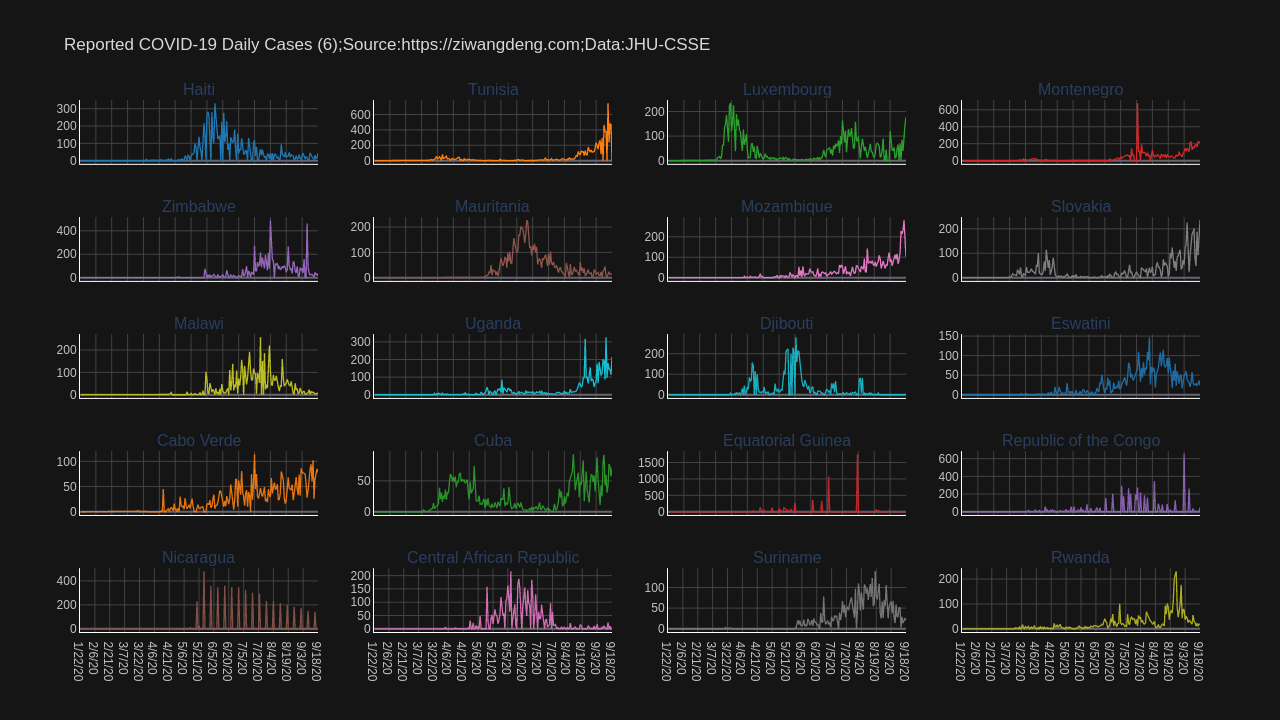 Reported COVID-19 Daily Cases (6);Source:https://ziwangdeng.com;Data:JHU-CSSE
Haiti
300
200
100
0
Tunisia
600
400
200
0
Luxembourg
200
100
0
Montenegro
600
400
200
0
Zimbabwe
400
200
0
Mauritania
200
100
0
Mozambique
200
100
0
Slovakia
200
100
0
Malawi
200
100
0
Uganda
300
200
100
0
Djibouti
200
100
0
Eswatini
150
100
50
0
Cabo Verde
100
50
0
Cuba
50
0
Equatorial Guinea
1500
1000
500
0
Republic of the Congo
600
400
200
0
Nicaragua
400
200
0
Central African Republic
200
150
100
50
0
Suriname
100
50
0
Rwanda
200
100
0
1/22/20 2/6/20 2/21/20 3/7/20 3/22/20 4/6/20 4/21/20 5/6/20 5/21/20 6/5/20 6/20/20 7/5/20 7/20/20 8/4/20 8/19/20 9/3/20 9/18/20
1/22/20 2/6/20 2/21/20 3/7/20 3/22/20 4/6/20 4/21/20 5/6/20 5/21/20 6/5/20 6/20/20 7/5/20 7/20/20 8/4/20 8/19/20 9/3/20 9/18/20
1/22/20 2/6/20 2/21/20 3/7/20 3/22/20 4/6/20 4/21/20 5/6/20 5/21/20 6/5/20 6/20/20 7/5/20 7/20/20 8/4/20 8/19/20 9/3/20 9/18/20
1/22/20 2/6/20 2/21/20 3/7/20 3/22/20 4/6/20 4/21/20 5/6/20 5/21/20 6/5/20 6/20/20 7/5/20 7/20/20 8/4/20 8/19/20 9/3/20 9/18/20